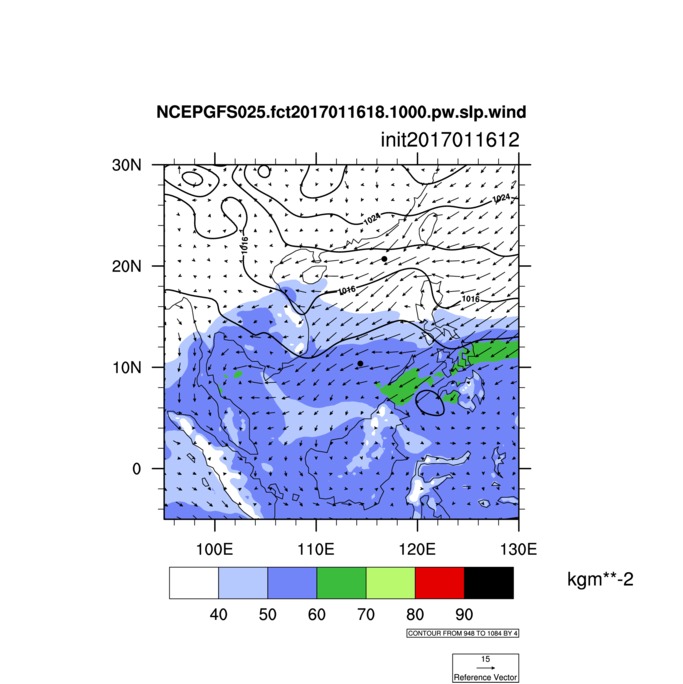 NCEPGFS025.fct2017011618.1000.pw.slp.wind
init2017011612
30N
20N
10N
0
1024
1024
1016
1016
1016
100E 110E 120E 130E
kgm**-2
40 50 60 70 80 90
CONTOUR FROM 948 TO 1084 BY 4
15
Reference Vector